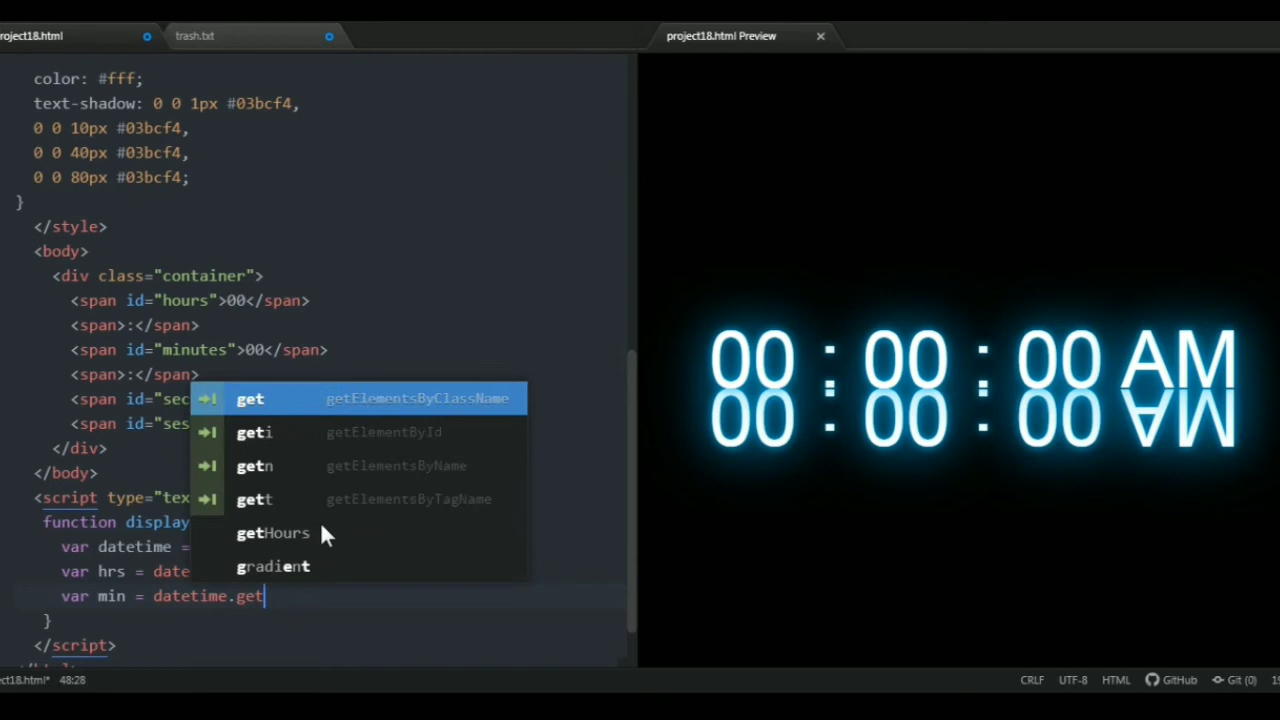 roject18.html
trash.txt
project18.html Preview
color: #fff;
text-shadow: 0 0 1px #03bcf4,
0 0 10px #03bcf4,
0 0 40px #03bcf4,
0 0 80px #03bcf4;
}
</style>
<body>
<div class="container">
<span id="hours">00</span>
<span>:</span>
<span id="minutes">00</span>
<span>:</span>
<span id="sec
<span id="ses
</div>
</body>
<script type="tex
function display
var datetime =
var hrs = date
var min = datetime.get
}
</script>
get getElementsByClassName
geti getElementById
getn getElementsByName
gett getElementsByTagName
getHours
gradient
00 : 00 : 00 AM
00 : 00 : 00 AM
ect18.html* 48:28
CRLF UTF-8 HTML GitHub Git (0)